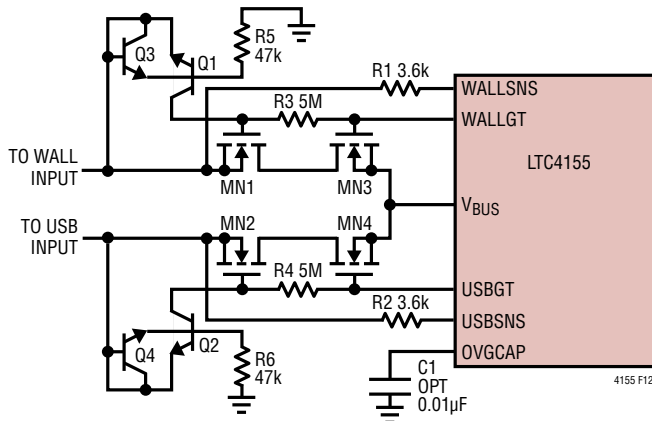 R5
47k
Q3
Q1
R1 3.6k
WALLSNS
R3 5M
WALLGT
LTC4155
TO WALL
INPUT
MN1
MN3
VBUS
TO USB
INPUT
MN2
MN4
R4 5M
USBGT
R2 3.6k
USBSNS
Q4
Q2
R6
47k
OVGCAP
C1
OPT
0.01µF
4155 F12